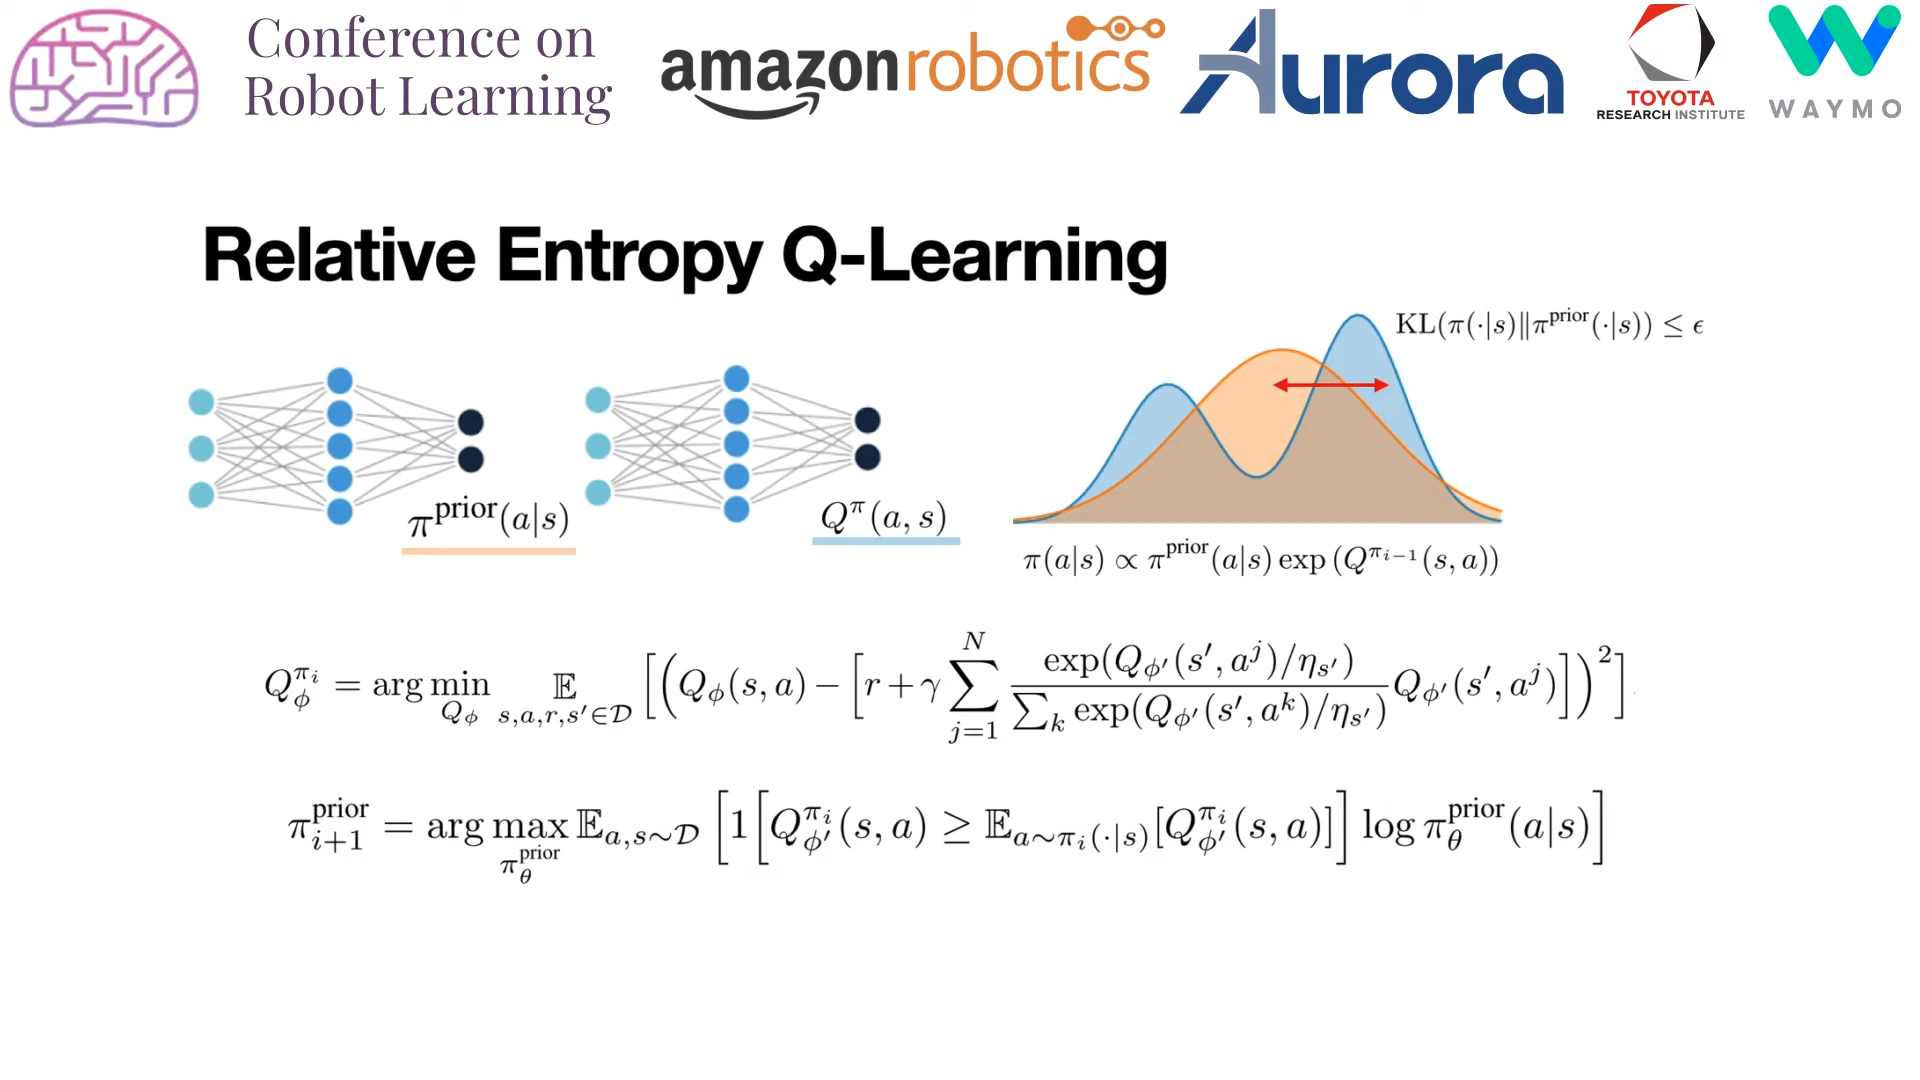 Conference on
Robot Learning
amazon robotics
Aurora
TOYOTA
RESEARCH INSTITUTE
WAYMO
Relative Entropy Q-Learning
KL(π(·|s)‖π^prior(·|s)) ≤ ϵ
π^prior(a|s)
Q^π(a, s)
π(a|s) ∝ π^prior(a|s) exp (Q^{π_{i−1}}(s, a))
Q_ϕ^{π_i} = arg min_{Q_ϕ} 𝔼_{s,a,r,s′∈𝒟} [(Q_ϕ(s, a) − [r + γ ∑_{j=1}^{N} exp(Q_{ϕ′}(s′, a^j)/η_{s′}) / ∑_k exp(Q_{ϕ′}(s′, a^k)/η_{s′}) Q_{ϕ′}(s′, a^j)])^2].
π_{i+1}^{prior} = arg max_{π_θ^{prior}} 𝔼_{a,s∼𝒟} [1[Q_{ϕ′}^{π_i}(s, a) ≥ 𝔼_{a∼π_i(·|s)}[Q_{ϕ′}^{π_i}(s, a)]] log π_θ^{prior}(a|s)]